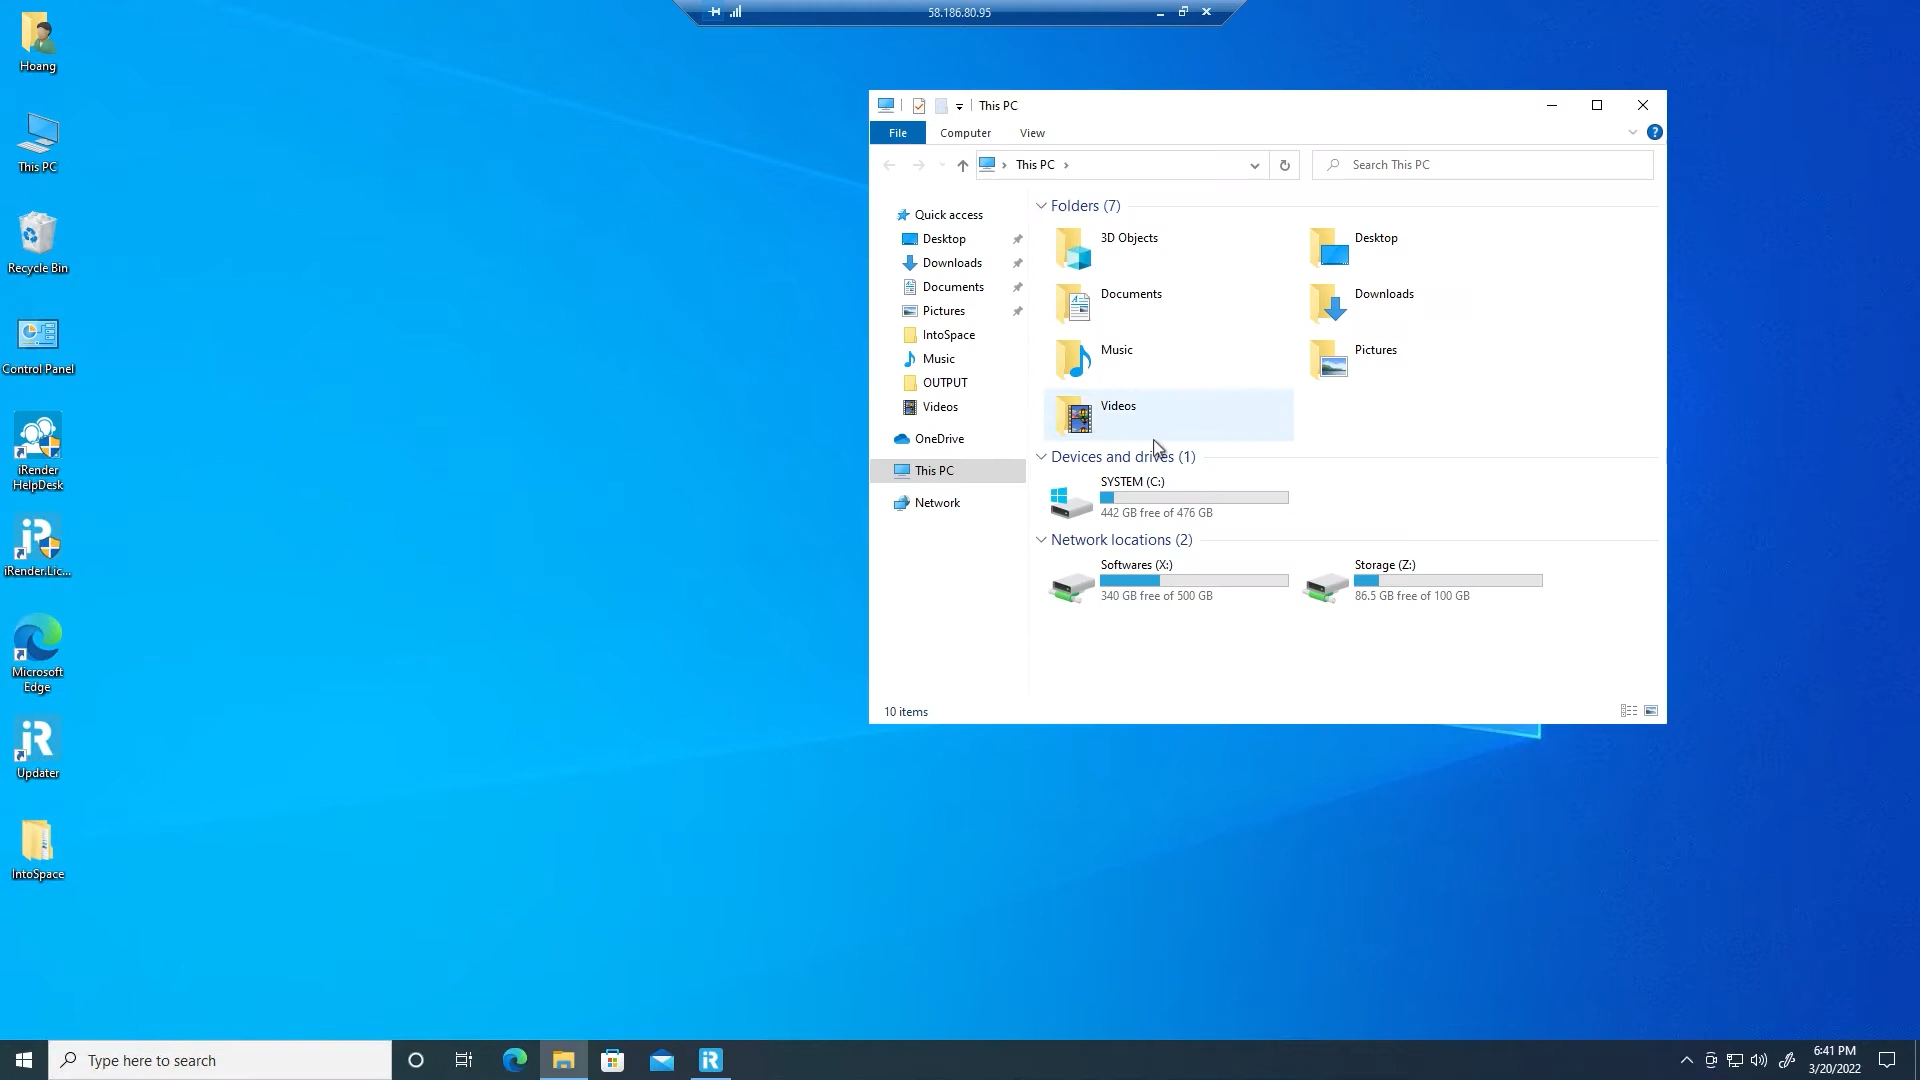 58.186.80.95
Hoang
This PC
Recycle Bin
Control Panel
iRender
HelpDesk
iRender.Lic...
Microsoft
Edge
Updater
IntoSpace
This PC
File
Computer
View
This PC
Search This PC
Quick access
Desktop
Downloads
Documents
Pictures
IntoSpace
Music
OUTPUT
Videos
OneDrive
This PC
Network
Folders (7)
3D Objects
Desktop
Documents
Downloads
Music
Pictures
Videos
Devices and drives (1)
SYSTEM (C:)
442 GB free of 476 GB
Network locations (2)
Softwares (X:)
340 GB free of 500 GB
Storage (Z:)
86.5 GB free of 100 GB
10 items
Type here to search
6:41 PM
3/20/2022